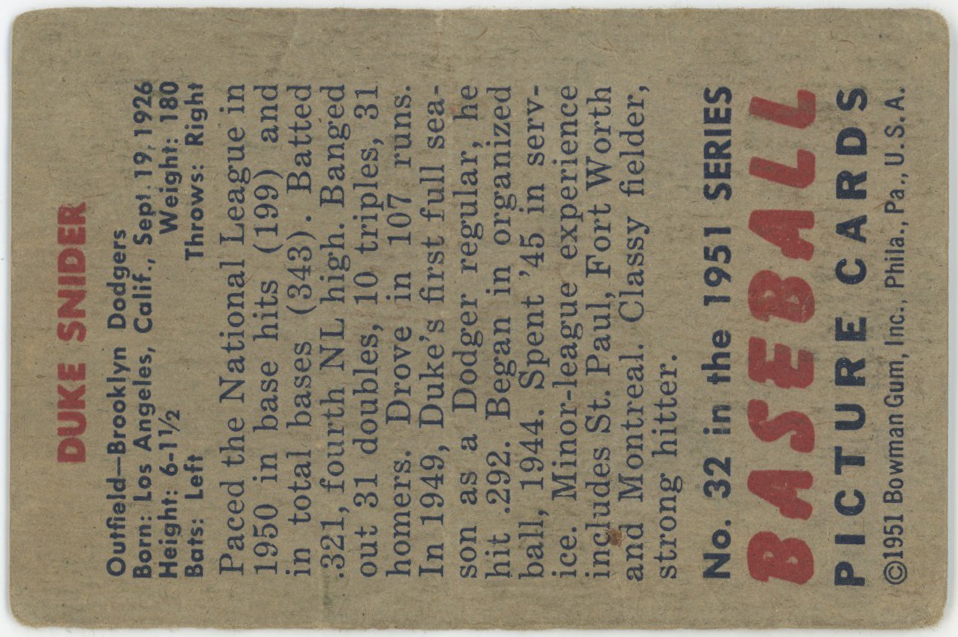 DUKE SNIDER
Outfield—Brooklyn Dodgers
Born: Los Angeles, Calif., Sept. 19, 1926
Height: 6-11½ Weight: 180
Bats: Left Throws: Right
Paced the National League in
1950 in base hits (199) and
in total bases (343). Batted
.321, fourth NL high. Banged
out 31 doubles, 10 triples, 31
homers. Drove in 107 runs.
In 1949, Duke's first full sea-
son as a Dodger regular, he
hit .292. Began in organized
ball, 1944. Spent '45 in serv-
ice. Minor-league experience
includes St. Paul, Fort Worth
and Montreal. Classy fielder,
strong hitter.
No. 32 in the 1951 SERIES
BASEBALL
PICTURE CARDS
©1951 Bowman Gum, Inc., Phila., Pa., U.S.A.